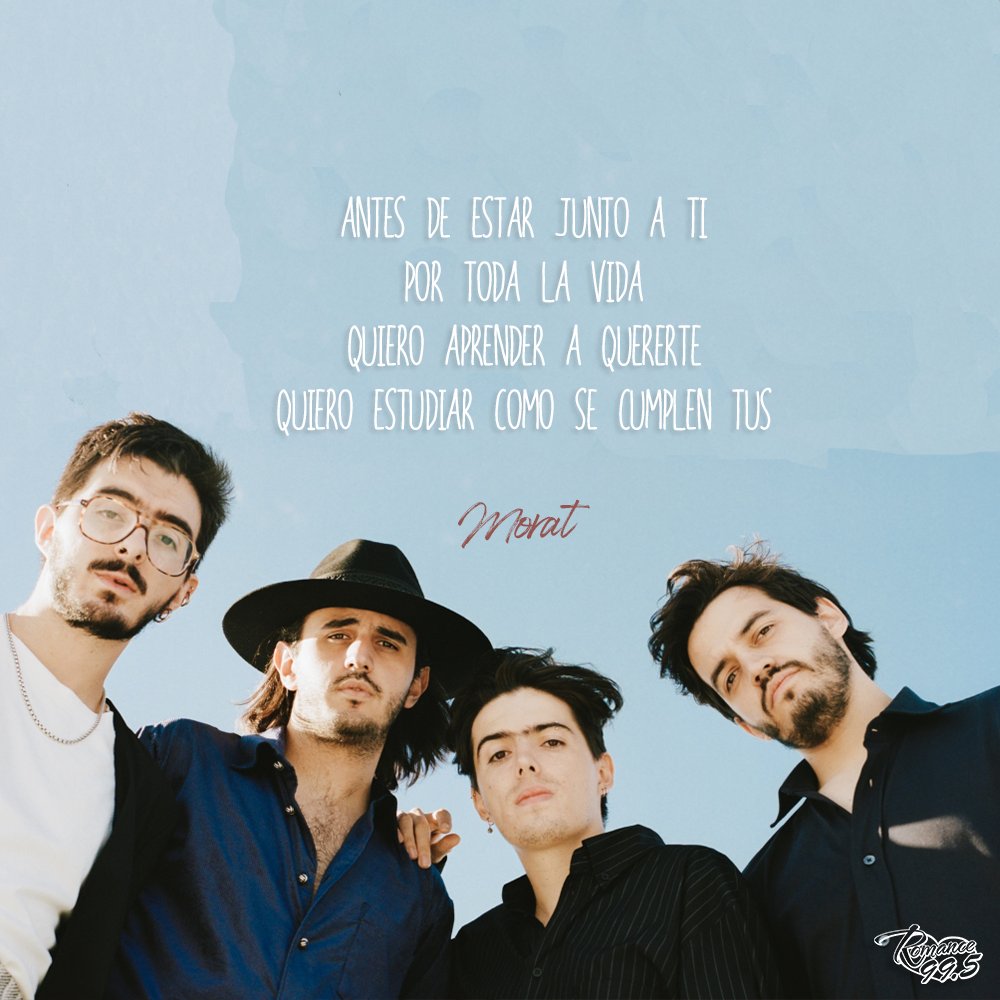 ANTES DE ESTAR JUNTO A TI
POR TODA LA VIDA
QUIERO APRENDER A QUERERTE
QUIERO ESTUDIAR COMO SE CUMPLEN TUS
Morat
Romance
99.5